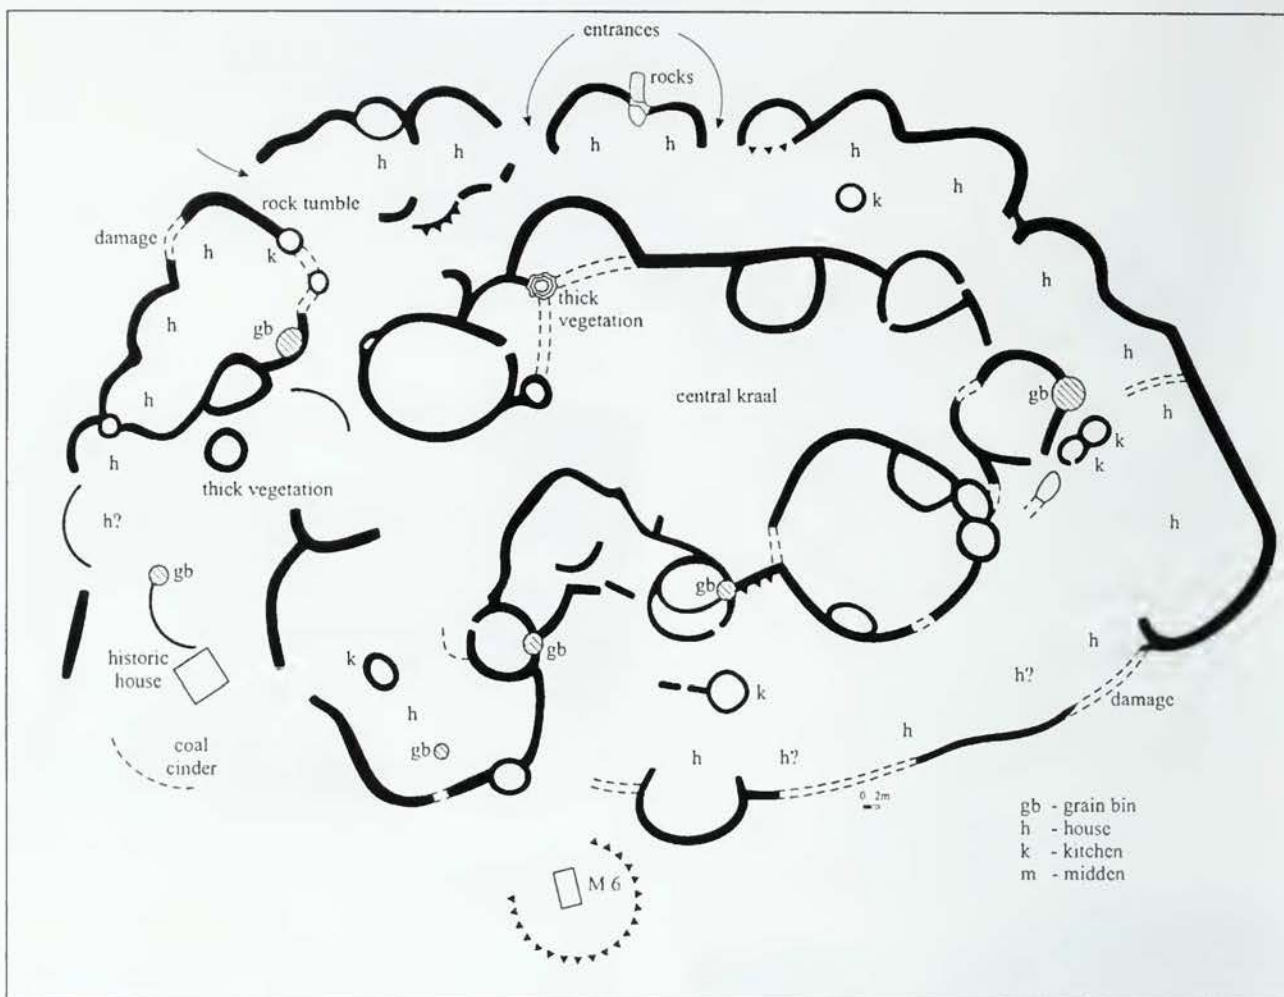 entrances
rocks
h
h
h
h
h
h
k
rock tumble
damage
h
k
h
thick
vegetation
h
gb
h
h
central kraal
gb
h
h
k
k
h
thick vegetation
h?
h
gb
gb
gb
h
historic
house
k
h?
k
damage
h
h
coal
cinder
gb
h
h?
0 2m
gb - grain bin
h - house
k - kitchen
m - midden
M 6